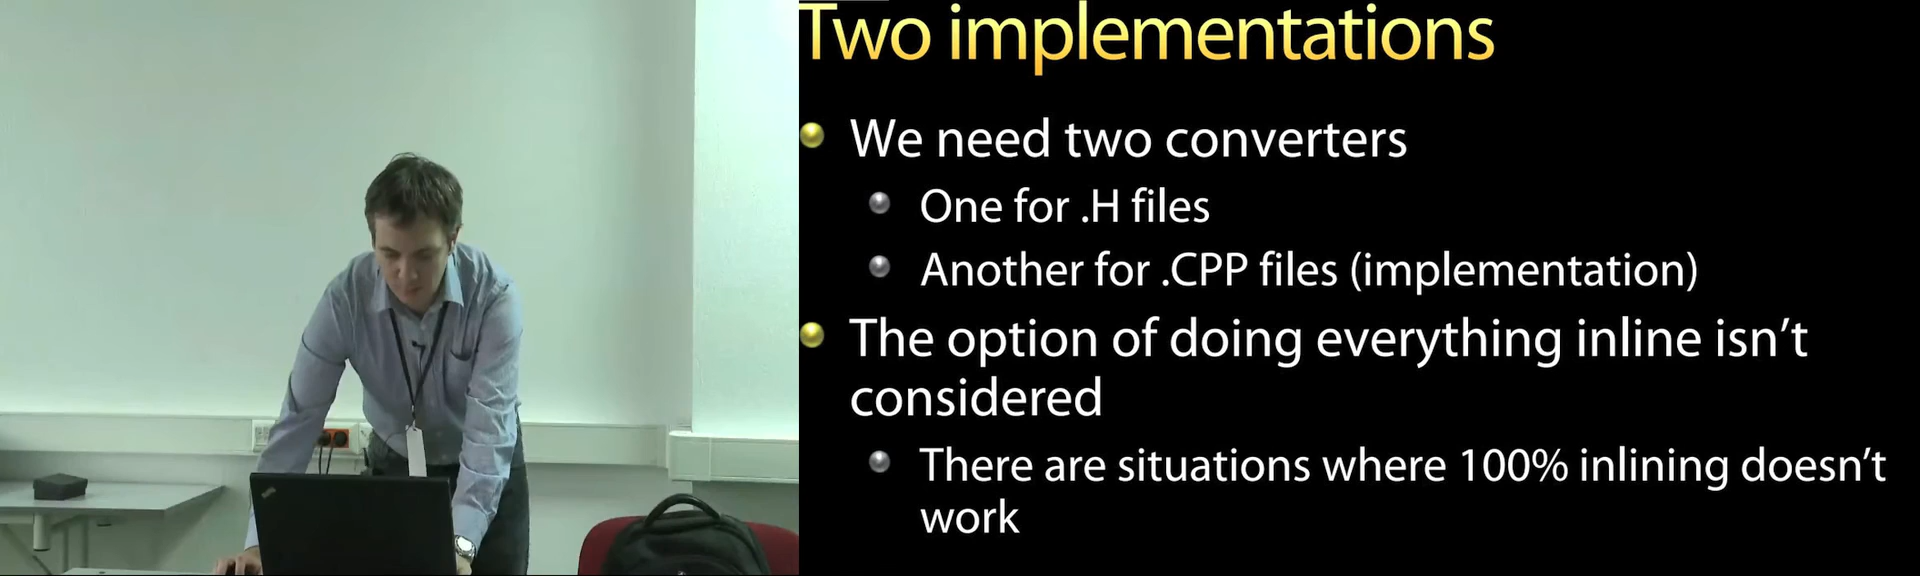 Two implementations
We need two converters
One for .H files
Another for .CPP files (implementation)
The option of doing everything inline isn't
considered
There are situations where 100% inlining doesn't
work